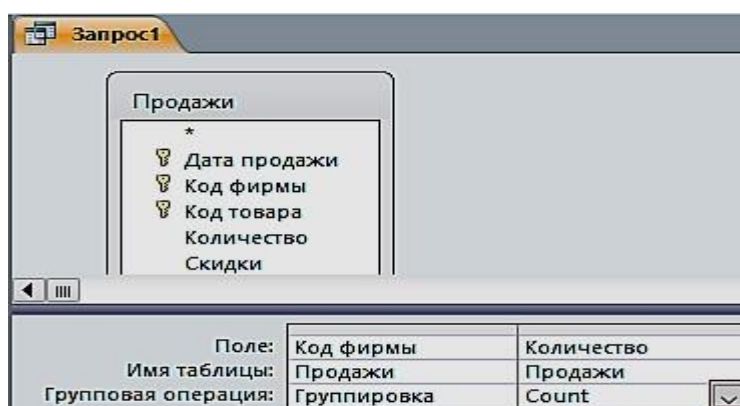 Запрос1
Продажи
*
Дата продажи
Код фирмы
Код товара
Количество
Скидки
Поле: Код фирмы Количество
Имя таблицы: Продажи Продажи
Групповая операция: Группировка Count